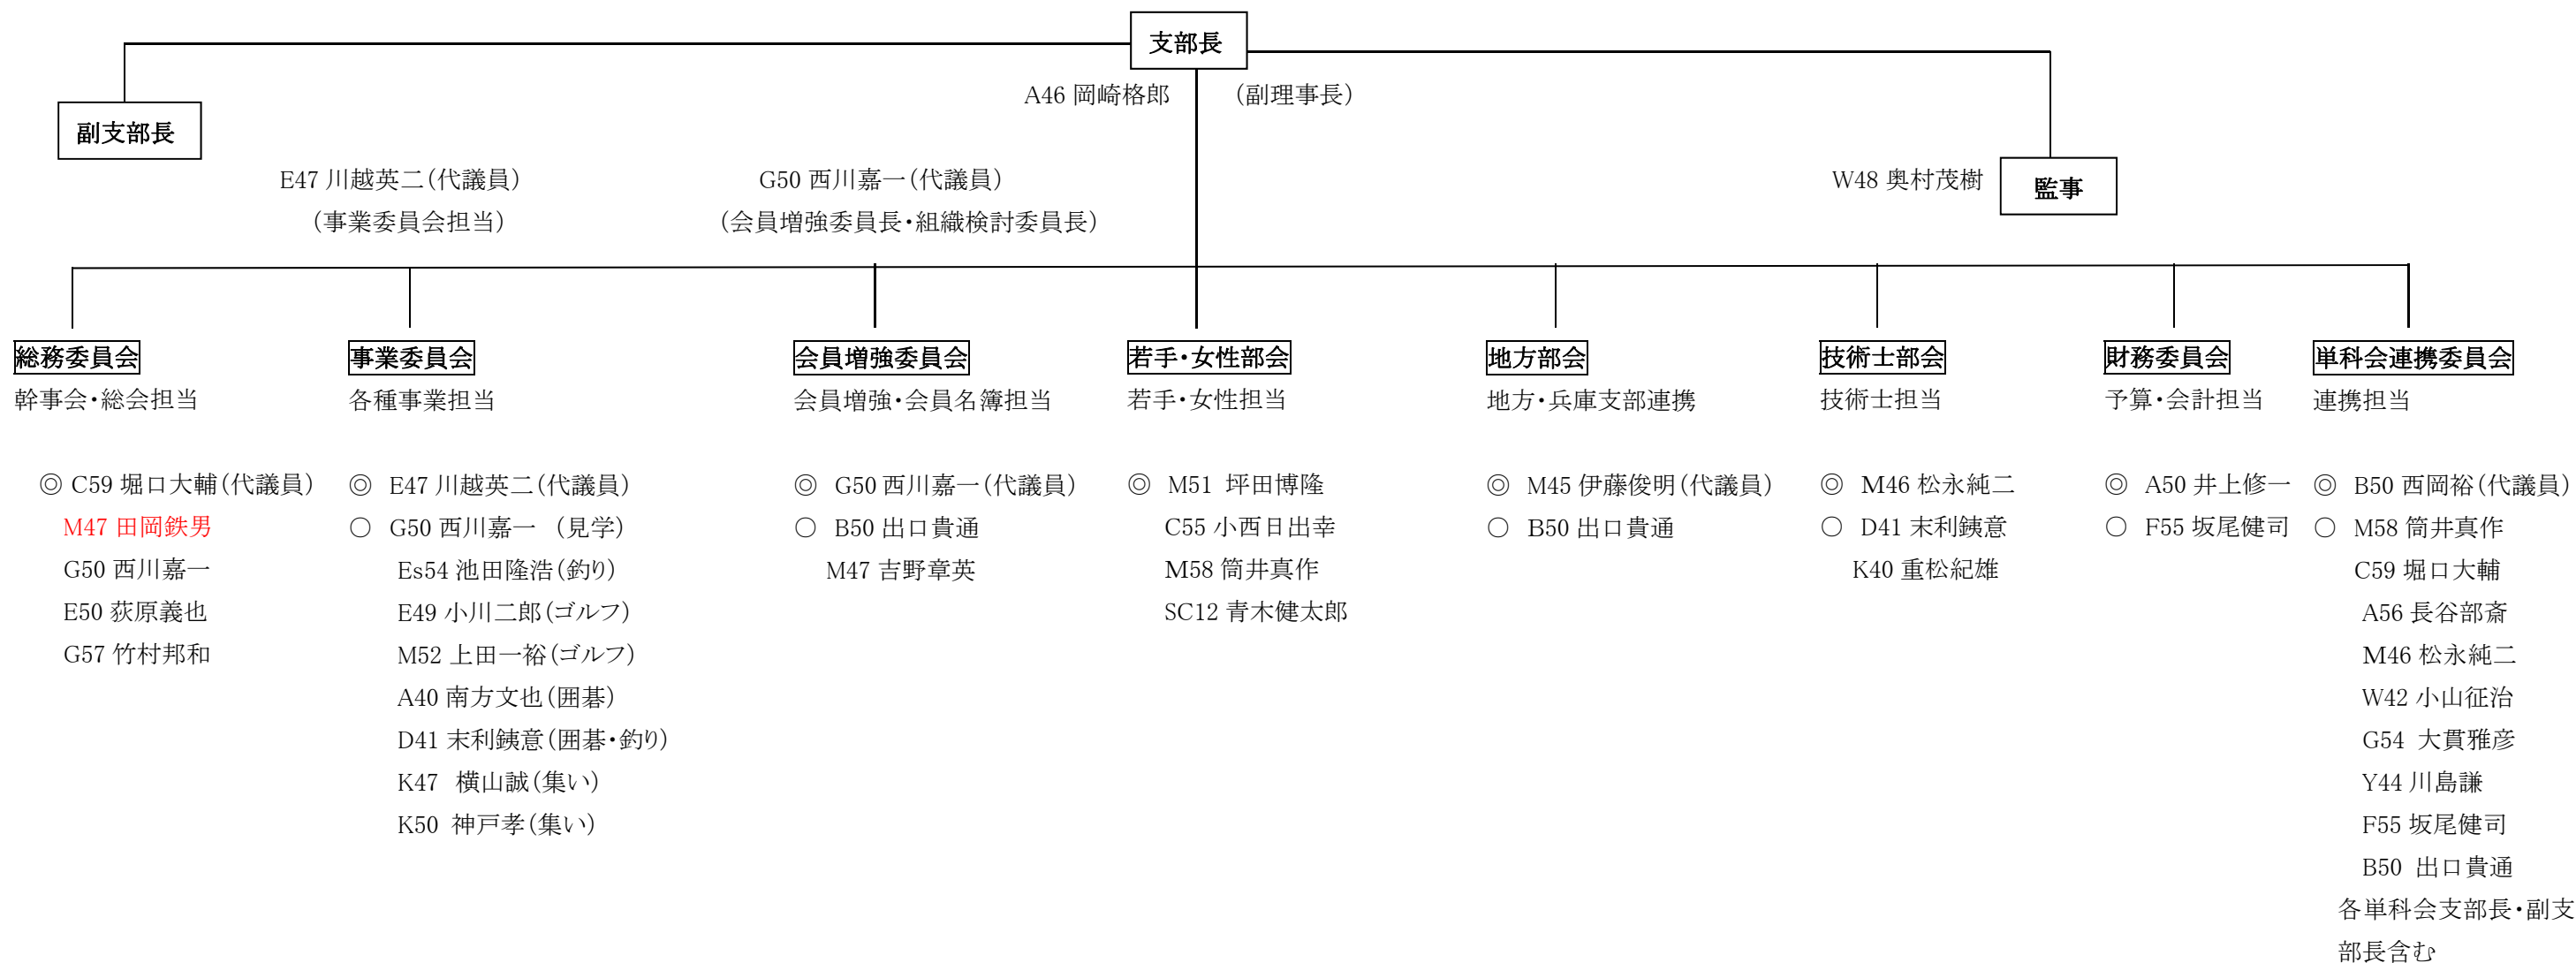 支部長
A46 岡崎格郎 （副理事長）
副支部長
E47 川越英二（代議員）
（事業委員会担当）
G50 西川嘉一（代議員）
（会員増強委員長・組織検討委員長）
W48 奥村茂樹
監事
総務委員会
幹事会・総会担当
◎ C59 堀口大輔（代議員）
M47 田岡鉄男
G50 西川嘉一
E50 荻原義也
G57 竹村邦和
事業委員会
各種事業担当
◎ E47 川越英二（代議員）
○ G50 西川嘉一 （見学）
Es54 池田隆浩（釣り）
E49 小川二郎（ゴルフ）
M52 上田一裕（ゴルフ）
A40 南方文也（囲碁）
D41 末利銕意（囲碁・釣り）
K47 横山誠（集い）
K50 神戸孝（集い）
会員増強委員会
会員増強・会員名簿担当
◎ G50 西川嘉一（代議員）
○ B50 出口貴通
M47 吉野章英
若手・女性部会
若手・女性担当
◎ M51 坪田博隆
C55 小西日出幸
M58 筒井真作
SC12 青木健太郎
地方部会
地方・兵庫支部連携
◎ M45 伊藤俊明（代議員）
○ B50 出口貴通
技術士部会
技術士担当
◎ M46 松永純二
○ D41 末利銕意
K40 重松紀雄
財務委員会
予算・会計担当
◎ A50 井上修一
○ F55 坂尾健司
単科会連携委員会
連携担当
◎ B50 西岡裕（代議員）
○ M58 筒井真作
C59 堀口大輔
A56 長谷部斎
M46 松永純二
W42 小山征治
G54 大貫雅彦
Y44 川島謙
F55 坂尾健司
B50 出口貴通
各単科会支部長・副支
部長含む